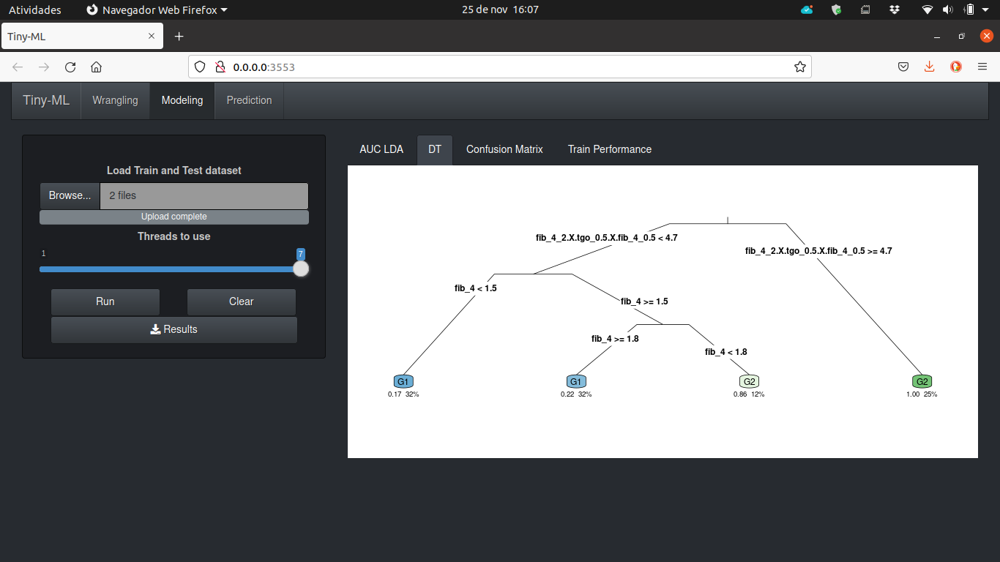 Atividades
Navegador Web Firefox
25 de nov 16:07
Tiny-ML
0.0.0.0:3553
Tiny-ML
Wrangling
Modeling
Prediction
Load Train and Test dataset
Browse...
2 files
Upload complete
Threads to use
1
7
Run
Clear
Results
AUC LDA
DT
Confusion Matrix
Train Performance
fib_4_2.X.tgo_0.5.X.fib_4_0.5 < 4.7
fib_4_2.X.tgo_0.5.X.fib_4_0.5 >= 4.7
fib_4 < 1.5
fib_4 >= 1.5
fib_4 >= 1.8
fib_4 < 1.8
G1
G1
G2
G2
0.17 32%
0.22 32%
0.86 12%
1.00 25%